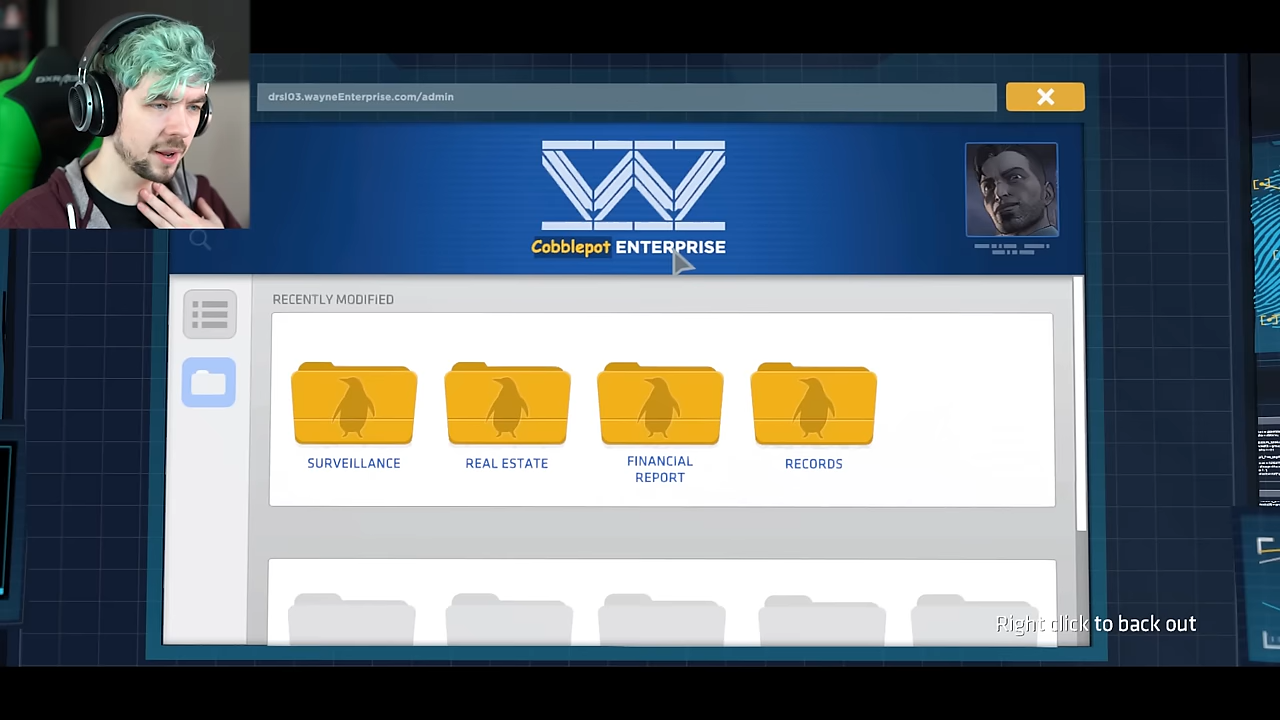 drsl03.wayneEnterprise.com/admin
Cobblepot ENTERPRISE
RECENTLY MODIFIED
SURVEILLANCE
REAL ESTATE
FINANCIAL
REPORT
RECORDS
Right click to back out